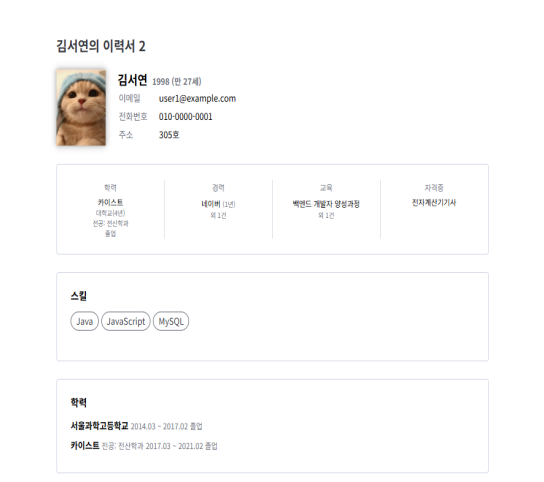 김서연의 이력서 2
김서연 1998 (만 27세)
이메일 user1@example.com
전화번호 010-0000-0001
주소 305호
학력 경력 교육 자격증
카이스트 네이버 (1년) 백엔드 개발자 양성과정 전자계산기기사
대학교(4년) 외 1건 외 1건
전공: 전산학과
졸업
스킬
Java JavaScript MySQL
학력
서울과학고등학교 2014.03 ~ 2017.02 졸업
카이스트 전공: 전산학과 2017.03 ~ 2021.02 졸업